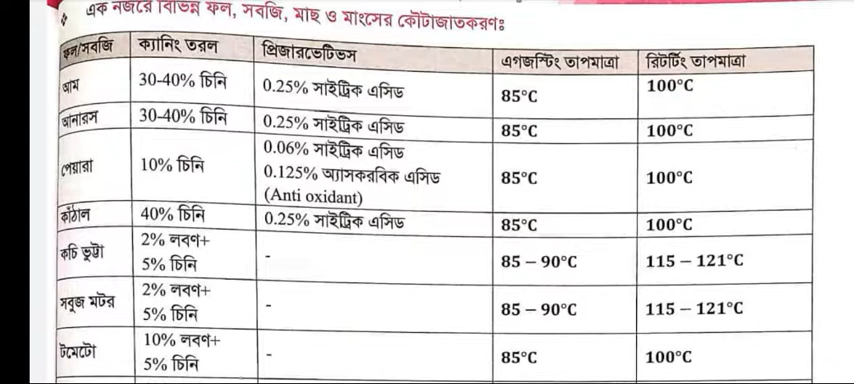 এক নজরে বিভিন্ন ফল, সবজি, মাছ ও মাংসের কৌটাজাতকরণঃ
ফল/সবজি ক্যানিং তরল প্রিজারভেটিভস এগজস্টিং তাপমাত্রা রিটর্টিং তাপমাত্রা
আম 30-40% চিনি 0.25% সাইট্রিক এসিড 85°C 100°C
আনারস 30-40% চিনি 0.25% সাইট্রিক এসিড 85°C 100°C
পেয়ারা 10% চিনি 0.06% সাইট্রিক এসিড
0.125% অ্যাসকরবিক এসিড
(Anti oxidant) 85°C 100°C
কাঁঠাল 40% চিনি 0.25% সাইট্রিক এসিড 85°C 100°C
কচি ভুট্টা 2% লবণ+
5% চিনি - 85 – 90°C 115 – 121°C
সবুজ মটর 2% লবণ+
5% চিনি - 85 – 90°C 115 – 121°C
টমেটো 10% লবণ+
5% চিনি - 85°C 100°C